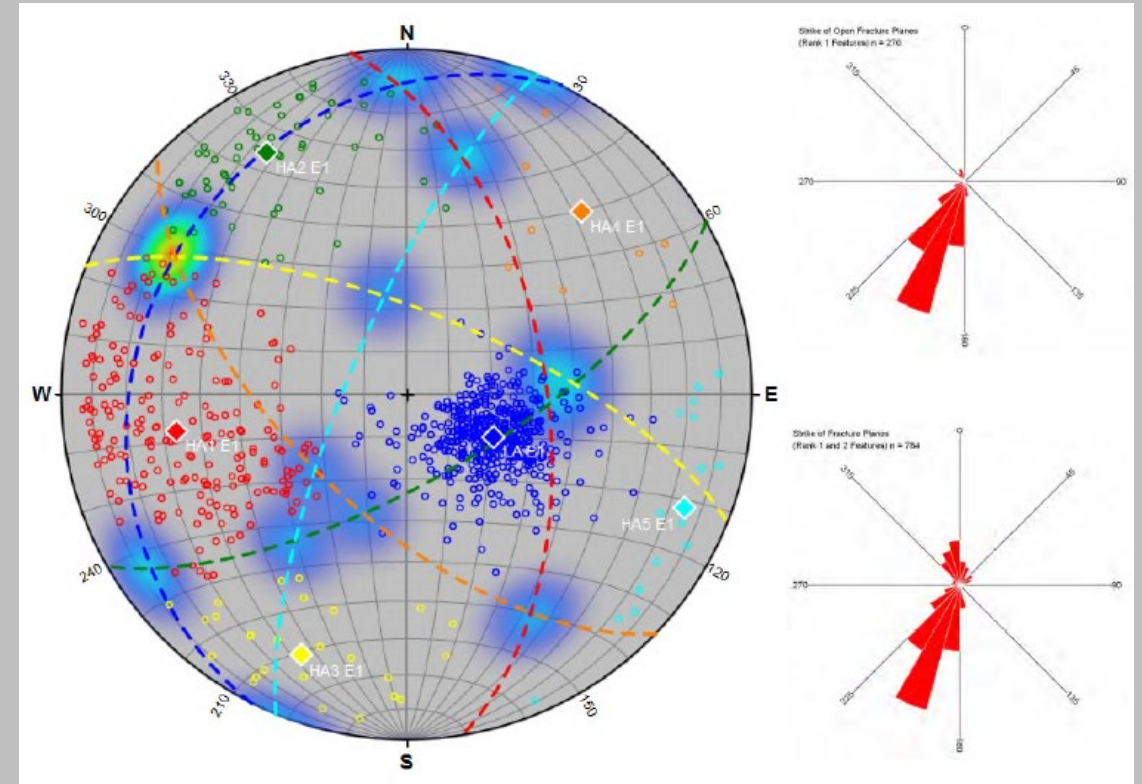 N
330
30
300
60
W
E
240
120
210
150
S
HA2 E1
HA4 E1
HA1 E1
HA5 E1
HA3 E1
Strike of Open Fracture Planes
(Rank 1 Features) n = 270
0
315
45
270
90
225
135
180
Strike of Fracture Planes
(Rank 1 and 2 Features) n = 784
0
315
45
270
90
225
135
180